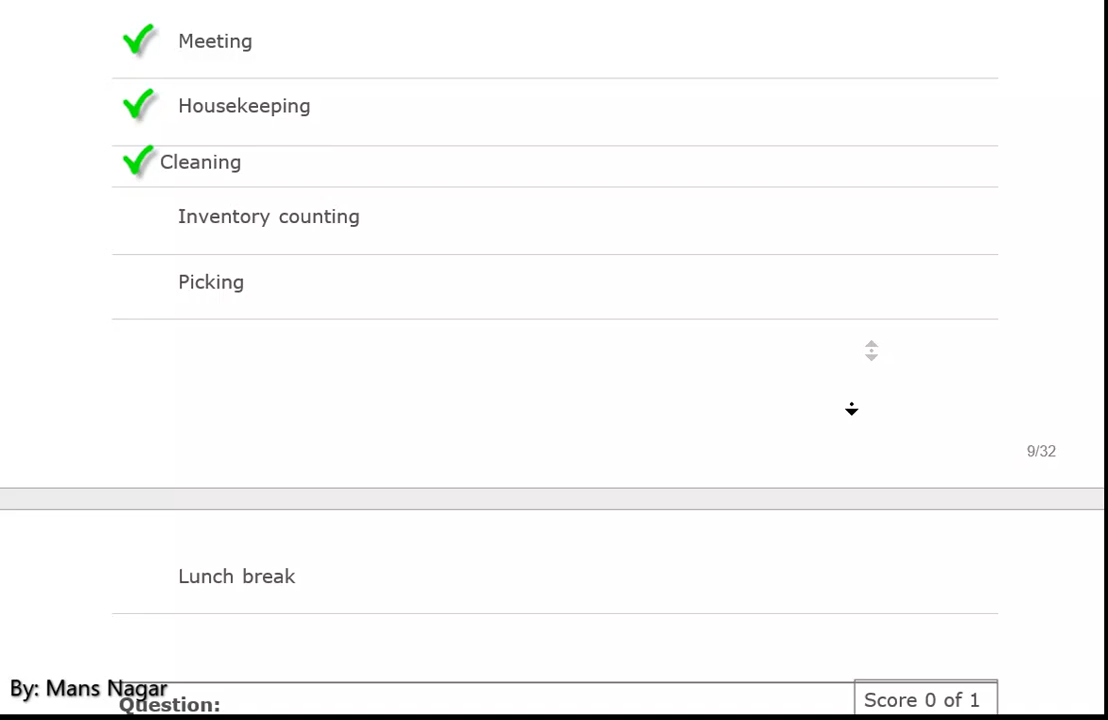 Meeting
Housekeeping
Cleaning
Inventory counting
Picking
9/32
Lunch break
By: Mans Nagar
Question:
Score 0 of 1